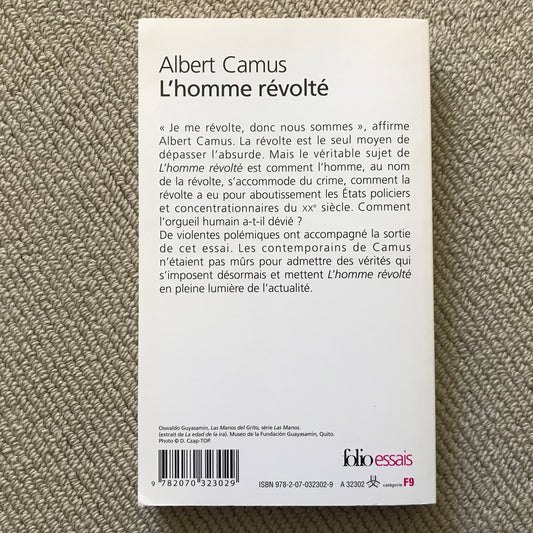 Albert Camus
L'homme révolté
« Je me révolte, donc nous sommes », affirme
Albert Camus. La révolte est le seul moyen de
dépasser l'absurde. Mais le véritable sujet de
L'homme révolté est comment l'homme, au nom
de la révolte, s'accommode du crime, comment la
révolte a eu pour aboutissement les États policiers
et concentrationnaires du XXe siècle. Comment
l'orgueil humain a-t-il dévié ?
De violentes polémiques ont accompagné la sortie
de cet essai. Les contemporains de Camus
n'étaient pas mûrs pour admettre des vérités qui
s'imposent désormais et mettent L'homme révolté
en pleine lumière de l'actualité.
Oswaldo Guyasamin, Las Manos del Grito, série Las Manos.
(extrait de La edad de la ira). Museo de la Fundación Guayasamin, Quito.
Photo © D. Czap-TOP.
folio essais
9 782070 323029
ISBN 978-2-07-032302-9 A 32302 catégorie F9